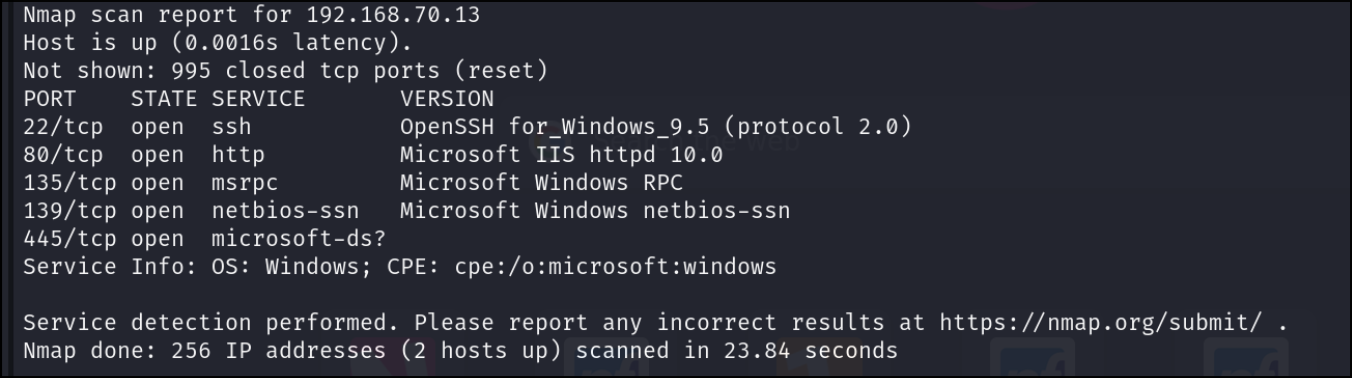 Nmap scan report for 192.168.70.13
Host is up (0.0016s latency).
Not shown: 995 closed tcp ports (reset)
PORT    STATE SERVICE       VERSION
22/tcp  open  ssh           OpenSSH for_Windows_9.5 (protocol 2.0)
80/tcp  open  http          Microsoft IIS httpd 10.0
135/tcp open  msrpc         Microsoft Windows RPC
139/tcp open  netbios-ssn   Microsoft Windows netbios-ssn
445/tcp open  microsoft-ds?
Service Info: OS: Windows; CPE: cpe:/o:microsoft:windows

Service detection performed. Please report any incorrect results at https://nmap.org/submit/ .
Nmap done: 256 IP addresses (2 hosts up) scanned in 23.84 seconds